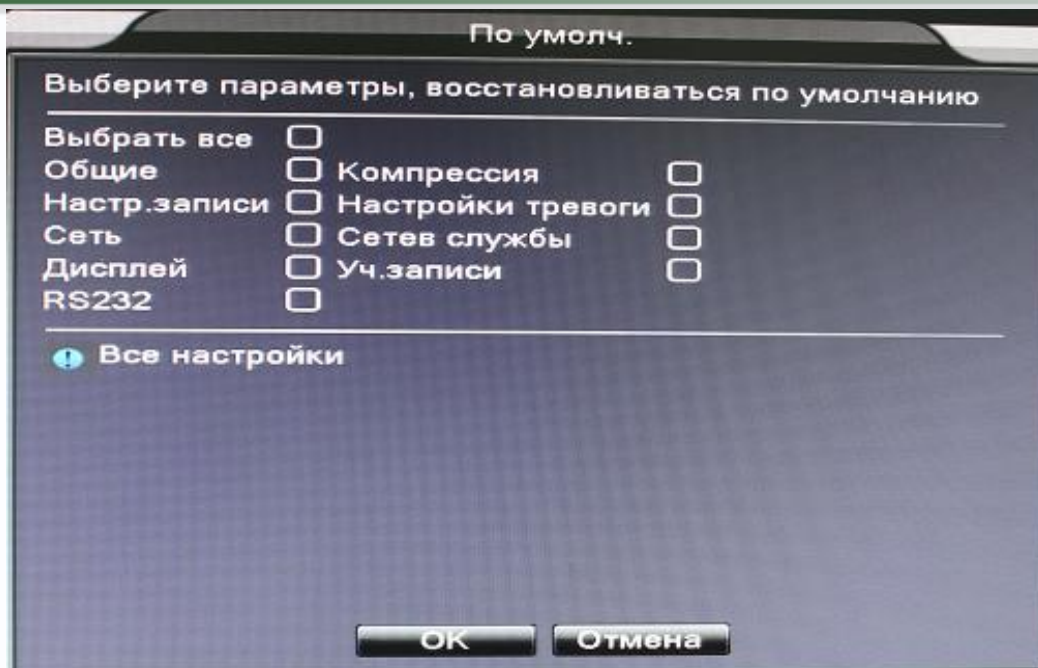 По умолч.
Выберите параметры, восстановливаться по умолчанию
Выбрать все
Общие Компрессия
Настр.записи Настройки тревоги
Сеть Сетев службы
Дисплей Уч.записи
RS232
Все настройки
OK Отмена